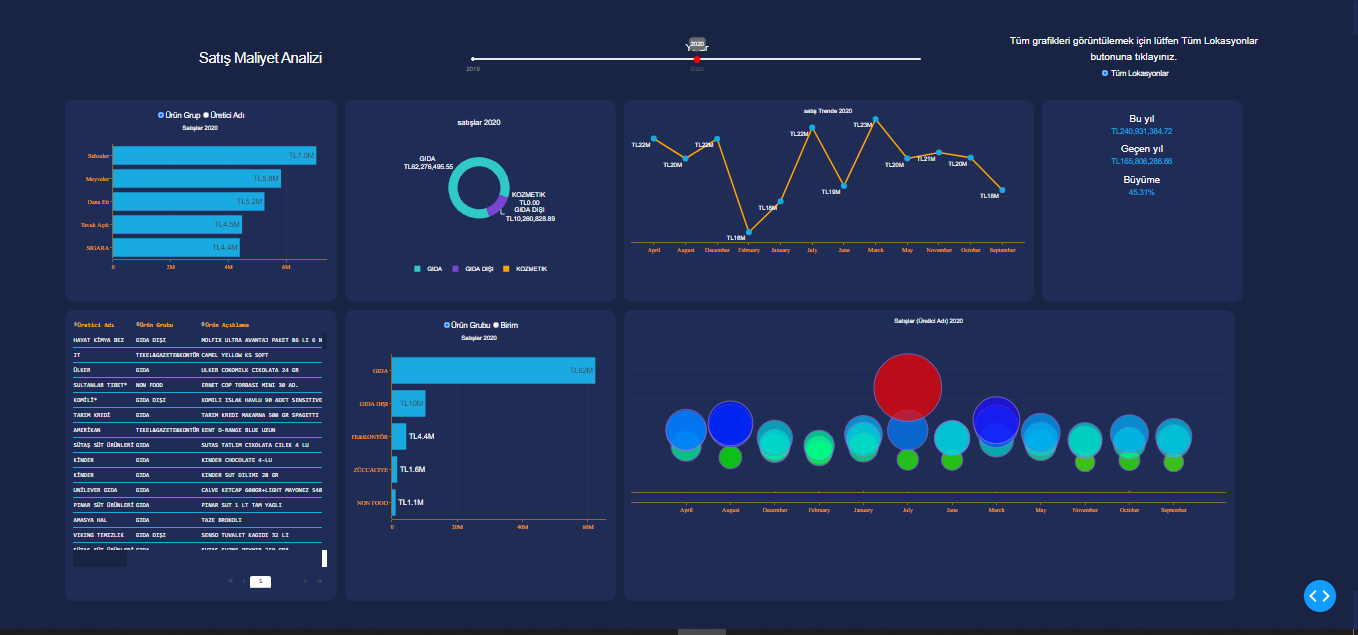 Satış Maliyet Analizi
2020
2019
2020
Tüm grafikleri görüntülemek için lütfen Tüm Lokasyonlar
butonuna tıklayınız.
Tüm Lokasyonlar
Ürün Grup Üretici Adı
Satışlar 2020
Sebzeler
TL7.0M
Meyveler
TL5.8M
Dana Eti
TL5.2M
Tavuk Açık
TL4.5M
SIGARA
TL4.4M
0 2M 4M 6M
satışlar 2020
GIDA
TL62,276,495.55
KOZMETIK
TL0.00
GIDA DIŞI
TL10,260,828.89
GIDA GIDA DIŞI KOZMETIK
satış Trende 2020
TL22M
TL20M
TL22M
TL16M
TL18M
TL22M
TL19M
TL23M
TL20M
TL21M
TL20M
TL18M
April August December February January July June March May November October September
Bu yıl
TL240,931,384.72
Geçen yıl
TL165,806,266.66
Büyüme
45.31%
Üretici Adı Ürün Grubu Ürün Açıklama
HAYAT KİMYA BEZ GIDA DIŞI MOLFIX ULTRA AVANTAJ PAKET 86 LI 6 N
JT TEKEL&GAZETE&KONTÖR CAMEL YELLOW KS SOFT
ÜLKER GIDA ULKER COKOMILK CIKOLATA 24 GR
SULTANLAR TIBET* NON FOOD ERNET COP TORBASI MINI 30 AD.
KOMİLİ* GIDA DIŞI KOMILI ISLAK HAVLU 90 ADET SENSITIVE
TARIM KREDİ GIDA TARIM KREDI MAKARNA 500 GR SPAGETTI
AMERİKAN TEKEL&GAZETE&KONTÖR KENT D-RANGE BLUE UZUN
SÜTAŞ SÜT ÜRÜNLERİ GIDA SUTAS TATLIM CIKOLATA CILEK 4 LU
KİNDER GIDA KINDER CHOCOLATE 4-LU
KİNDER GIDA KINDER SUT DILIMI 28 GR
UNİLEVER GIDA GIDA CALVE KETCAP 600GR+LIGHT MAYONEZ 540
PINAR SÜT ÜRÜNLERİ GIDA PINAR SUT 1 LT TAM YAGLI
AMASYA HAL GIDA TAZE BROKOLI
VIKING TEMIZLIK GIDA DIŞI SENSO TUVALET KAGIDI 32 LI
1
Ürün Grubu Birim
Satışlar 2020
GIDA
TL62M
GIDA DIŞI
TL10M
TE&KONTÖR
TL4.4M
ZÜCCACIYE
TL1.6M
NON FOOD
TL1.1M
0 20M 40M 60M
Satışlar (Üretici Adı) 2020
April August December February January July June March May November October September